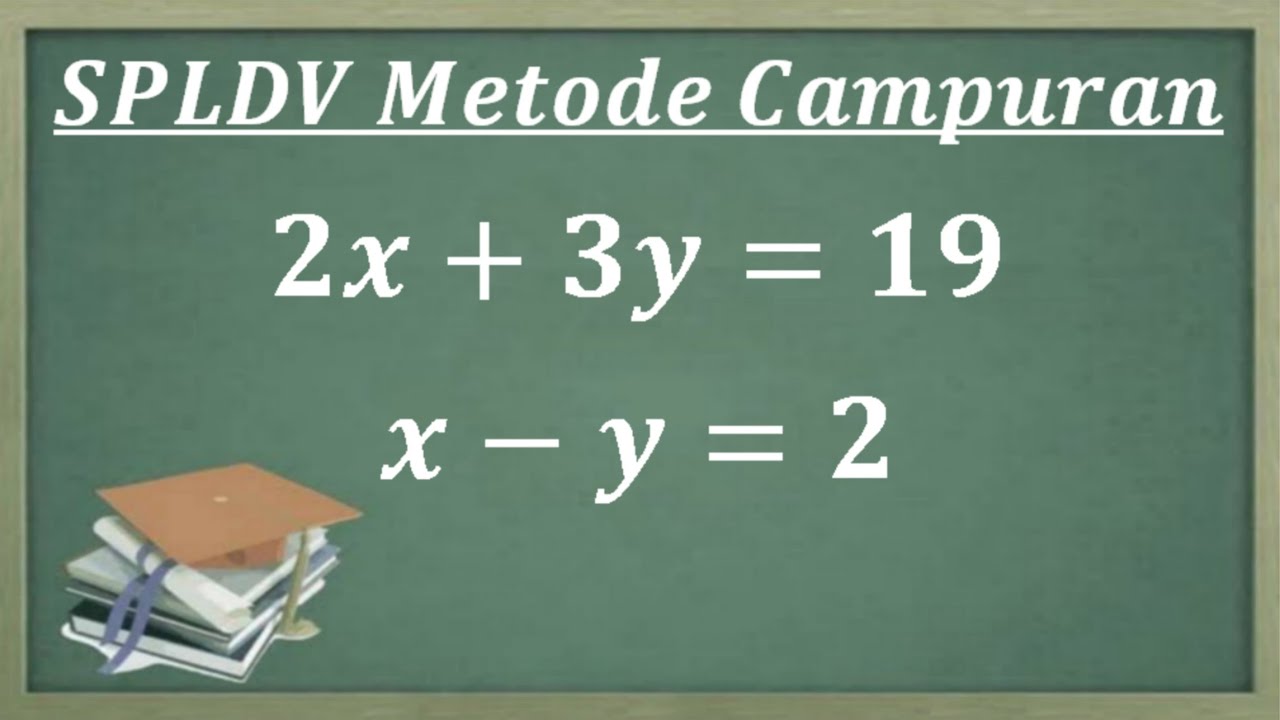 SPLDV Metode Campuran
2x + 3y = 19
x − y = 2